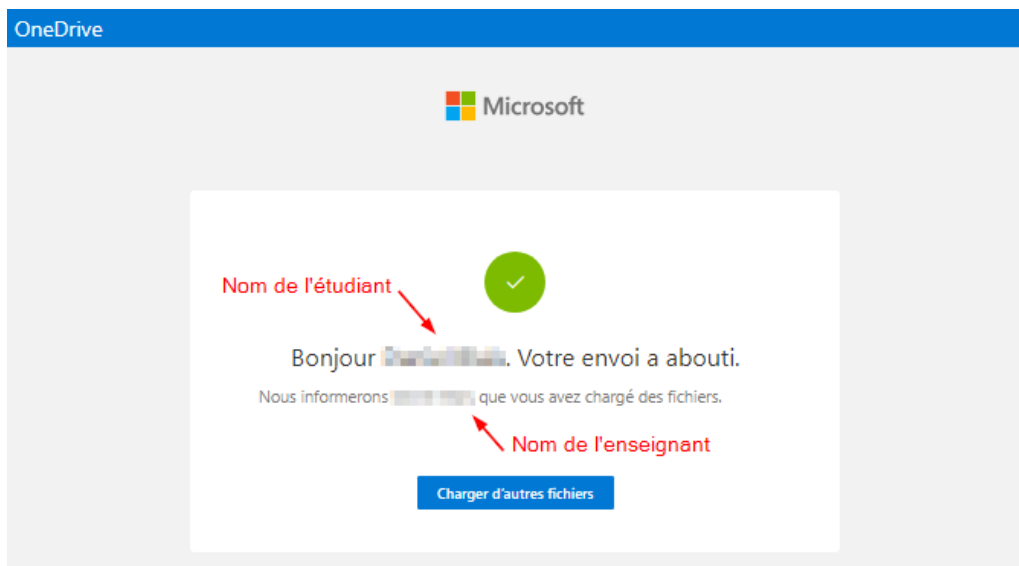 OneDrive
Microsoft
Nom de l'étudiant
Bonjour . Votre envoi a abouti.
Nous informerons que vous avez chargé des fichiers.
Nom de l'enseignant
Charger d'autres fichiers